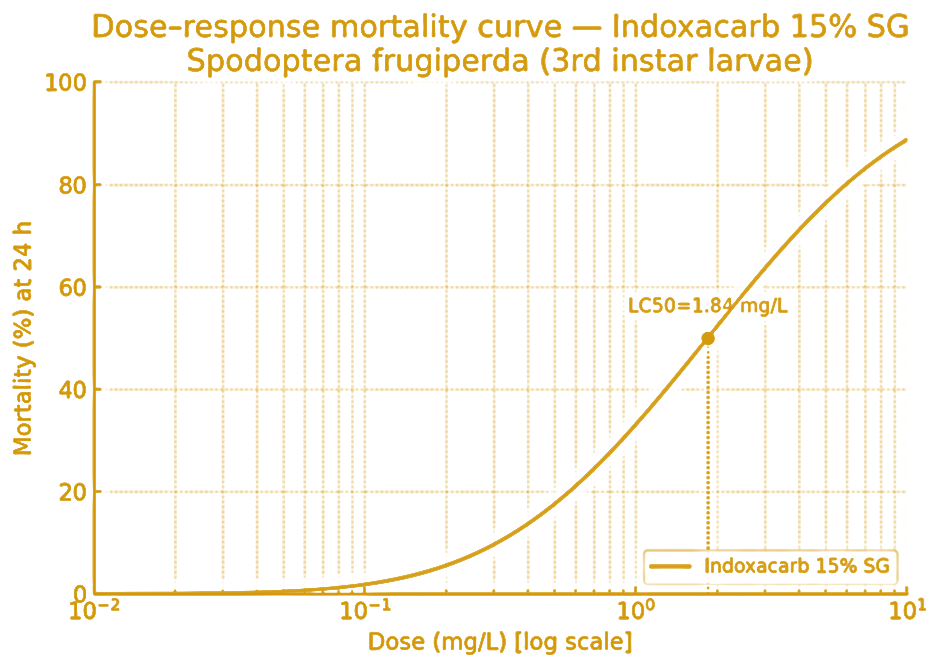 Dose–response mortality curve — Indoxacarb 15% SG
Spodoptera frugiperda (3rd instar larvae)
100
80
60
40
20
0
Mortality (%) at 24 h
LC50=1.84 mg/L
Indoxacarb 15% SG
10⁻² 10⁻¹ 10⁰ 10¹
Dose (mg/L) [log scale]